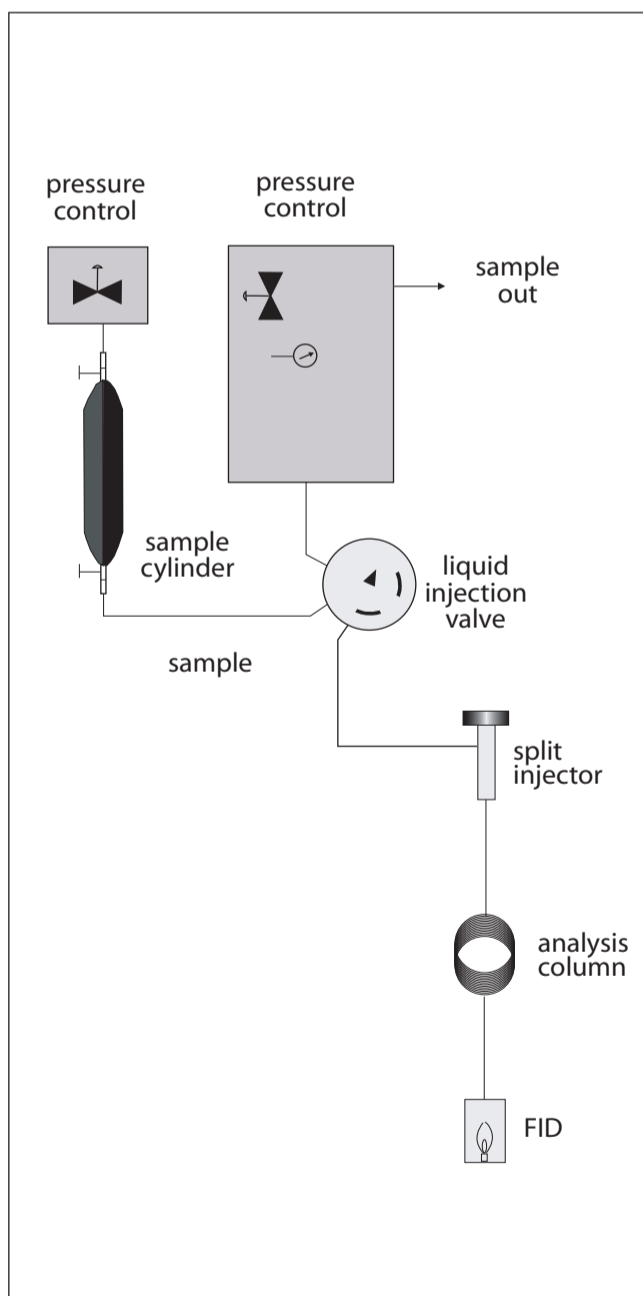 pressure
control
pressure
control
sample
out
sample
cylinder
liquid
injection
valve
sample
split
injector
analysis
column
FID